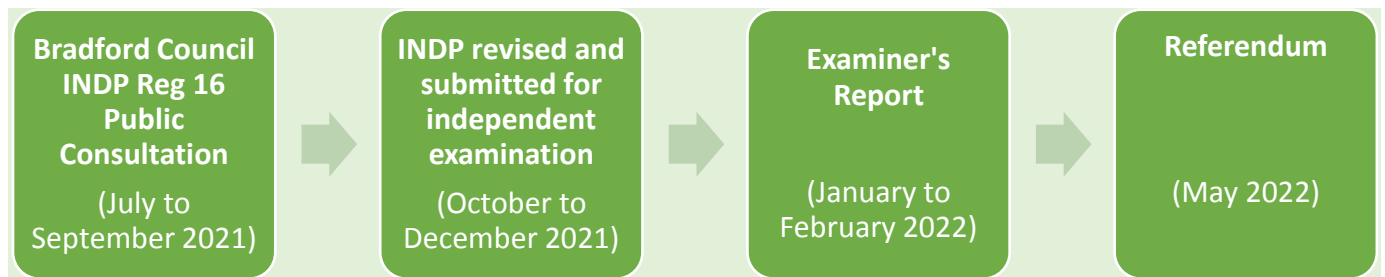 Bradford Council
INDP Reg 16
Public
Consultation
(July to
September 2021)
INDP revised and
submitted for
independent
examination
(October to
December 2021)
Examiner's
Report
(January to
February 2022)
Referendum
(May 2022)